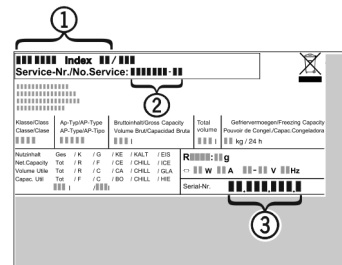 1
Index /
Service-Nr./No.Service: -
2
Klasse/Clase Ap-Typ/AP-Type Bruttoinhalt/Gross Capacity Total Gefriervermoegen/Freezing Capacity
Classe/Clase AP-Type/AP-Tipo Volume Brut/Capacidad Bruta volume Pouvoir de Congel./Capac.Congeladora
l l kg / 24 h
Nutzinhalt Ges / K / G / KE / KALT / EIS
Net.Capacity Tot / R / F / CE / CHILL / ICE
Volume Utile Tot / R / C / CA / CHILL / GLA
Capac. Util Tot / F / C / BO / CHILL / HIE
l / l
R : g
W A - V Hz
Serial-Nr.
3